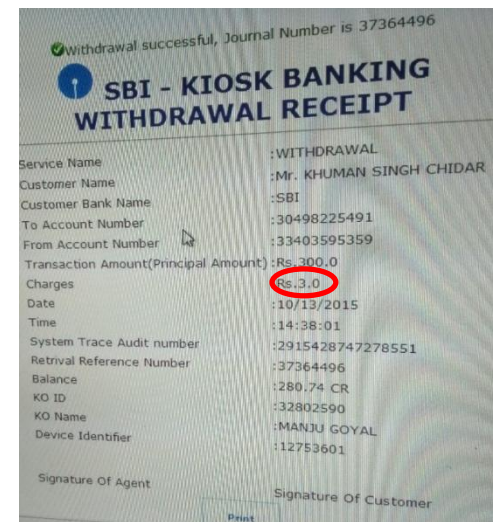 Withdrawal successful, Journal Number is 37364496
SBI - KIOSK BANKING
WITHDRAWAL RECEIPT
Service Name :WITHDRAWAL
Customer Name :Mr. KHUMAN SINGH CHIDAR
Customer Bank Name :SBI
To Account Number :30498225491
From Account Number :33403595359
Transaction Amount(Principal Amount) :Rs.300.0
Charges :Rs.3.0
Date :10/13/2015
Time :14:38:01
System Trace Audit number :2915428747278551
Retrival Reference Number :37364496
Balance :280.74 CR
KO ID :32802590
KO Name :MANJU GOYAL
Device Identifier :12753601
Signature Of Agent Signature Of Customer
Print